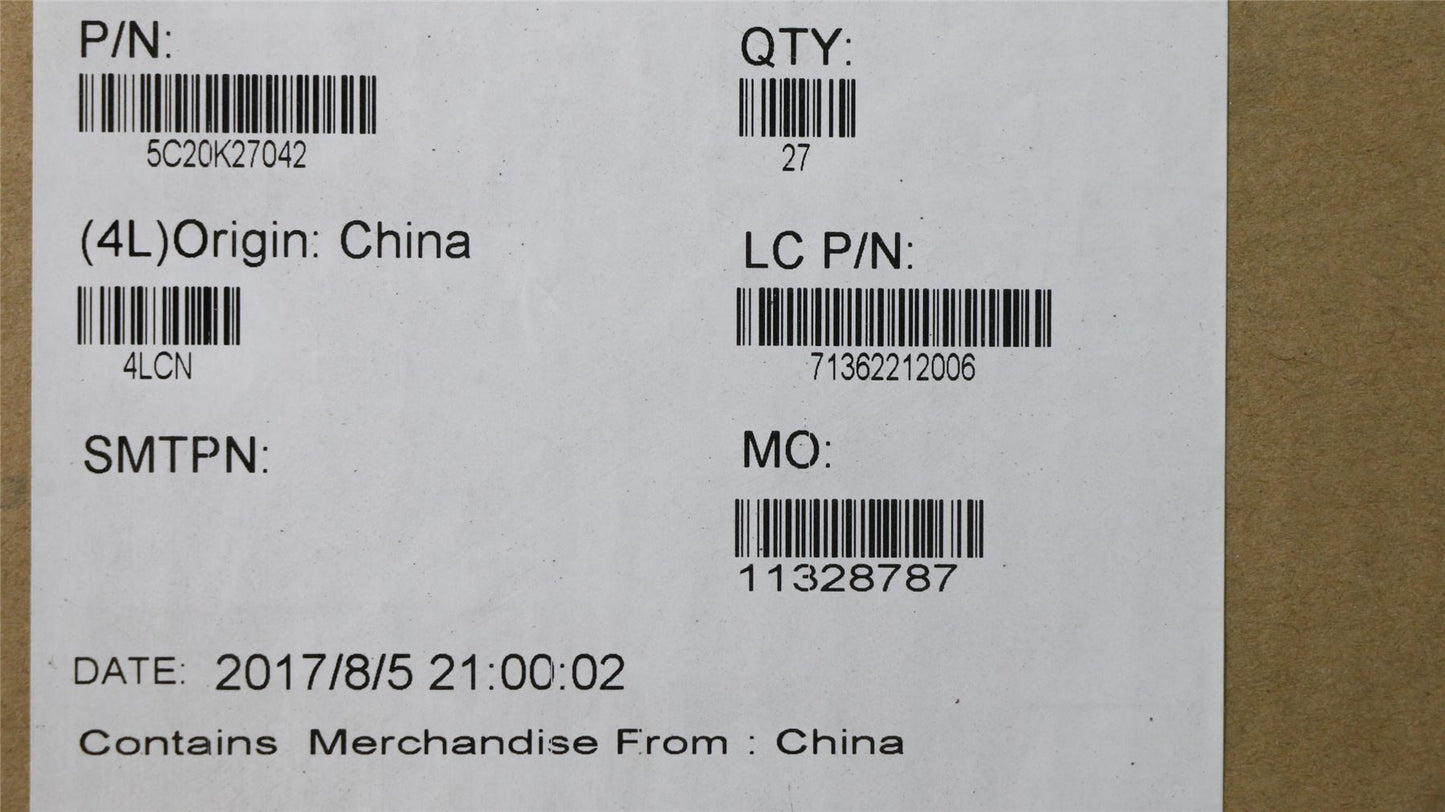 P/N:
5C20K27042
QTY:
27
(4L)Origin: China
4LCN
LC P/N:
71362212006
SMTPN:
MO:
11328787
DATE: 2017/8/5 21:00:02
Contains Merchandise From : China